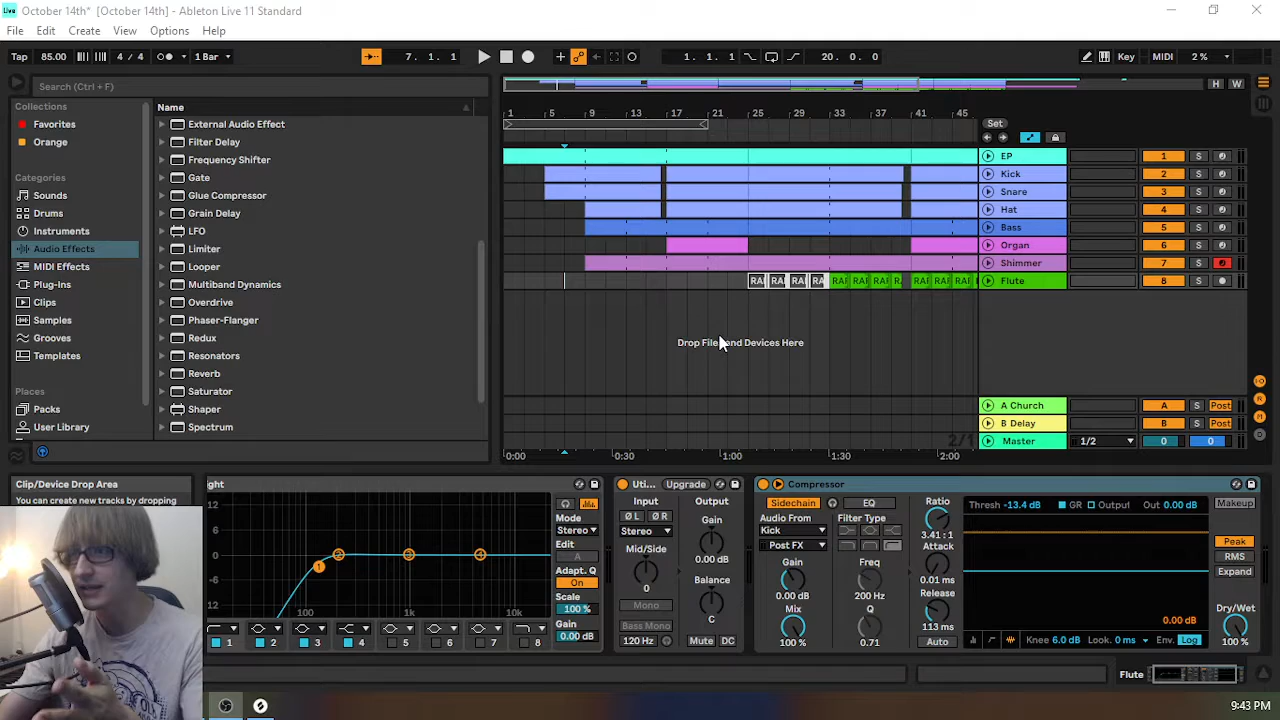 Live October 14th* [October 14th] - Ableton Live 11 Standard
File Edit Create View Options Help
Tap 85.00 4 / 4 1 Bar 7. 1. 1 1. 1. 1 20. 0. 0 Key MIDI 2 %
Search (Ctrl + F)
H W
Collections
Favorites
Orange
Categories
Sounds
Drums
Instruments
Audio Effects
MIDI Effects
Plug-Ins
Clips
Samples
Grooves
Templates
Places
Packs
User Library
Name
External Audio Effect
Filter Delay
Frequency Shifter
Gate
Glue Compressor
Grain Delay
LFO
Limiter
Looper
Multiband Dynamics
Overdrive
Phaser-Flanger
Redux
Resonators
Reverb
Saturator
Shaper
Spectrum
1 5 9 13 17 21 25 29 33 37 41 45
Set
EP 1 S
Kick 2 S
Snare 3 S
Hat 4 S
Bass 5 S
Organ 6 S
Shimmer 7 S
Flute 8 S
Drop Files and Devices Here
A Church A S Post
B Delay B S Post
Master 1/2 0 0
2/1
0:00 0:30 1:00 1:30 2:00
Clip/Device Drop Area
You can create new tracks by dropping
ght
12
6
0
-6
12
100 1k 10k
1 2 3 4 5 6 7 8
Mode
Stereo
Edit
A
Adapt. Q
On
Scale
100 %
Gain
0.00 dB
Uti... Upgrade
Input
Ø L Ø R
Stereo
Mid/Side
0
Mono
Bass Mono
120 Hz
Output
Gain
0.00 dB
Balance
C
Mute DC
Compressor
Sidechain EQ
Audio From
Kick
Post FX
Gain
0.00 dB
Mix
100 %
Filter Type
Freq
200 Hz
Q
0.71
Ratio
3.41 : 1
Attack
0.01 ms
Release
113 ms
Auto
Thresh -13.4 dB GR Output Out 0.00 dB
0.00 dB
Knee 6.0 dB Look. 0 ms Env. Log
Makeup
Peak
RMS
Expand
Dry/Wet
100 %
Flute
9:43 PM